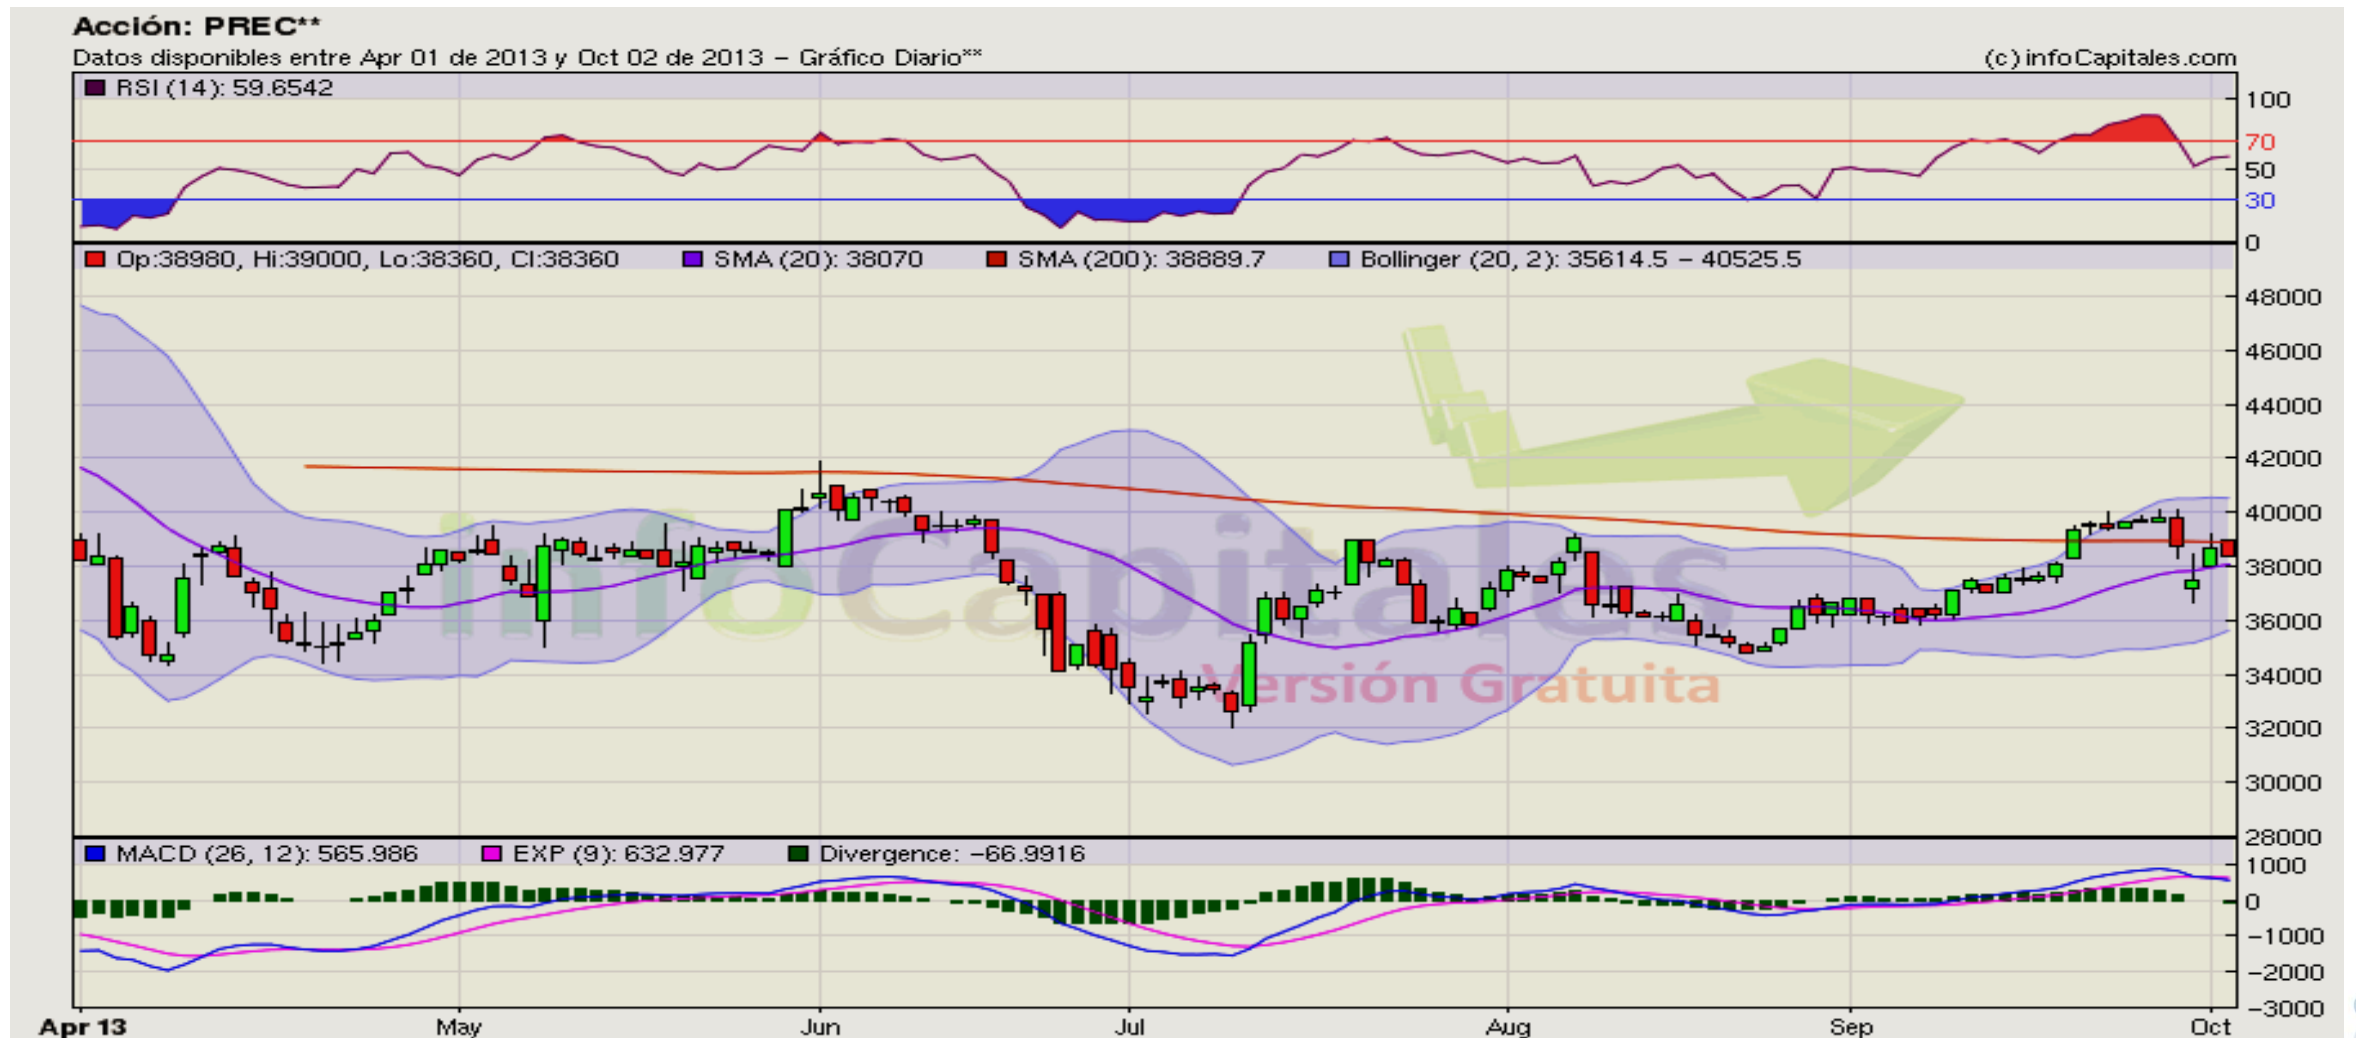 Acción: PREC**
Datos disponibles entre Apr 01 de 2013 y Oct 02 de 2013 – Gráfico Diario** (c) infoCapitales.com
RSI (14): 59.6542
100
70
50
30
0
Op:38980, Hi:39000, Lo:38360, Cl:38360 SMA (20): 38070 SMA (200): 38889.7 Bollinger (20, 2): 35614.5 – 40525.5
48000
46000
44000
42000
40000
38000
36000
34000
32000
30000
28000
infoCapitales
Versión Gratuita
MACD (26, 12): 565.986 EXP (9): 632.977 Divergence: –66.9916
1000
0
–1000
–2000
–3000
Apr 13 May Jun Jul Aug Sep Oct